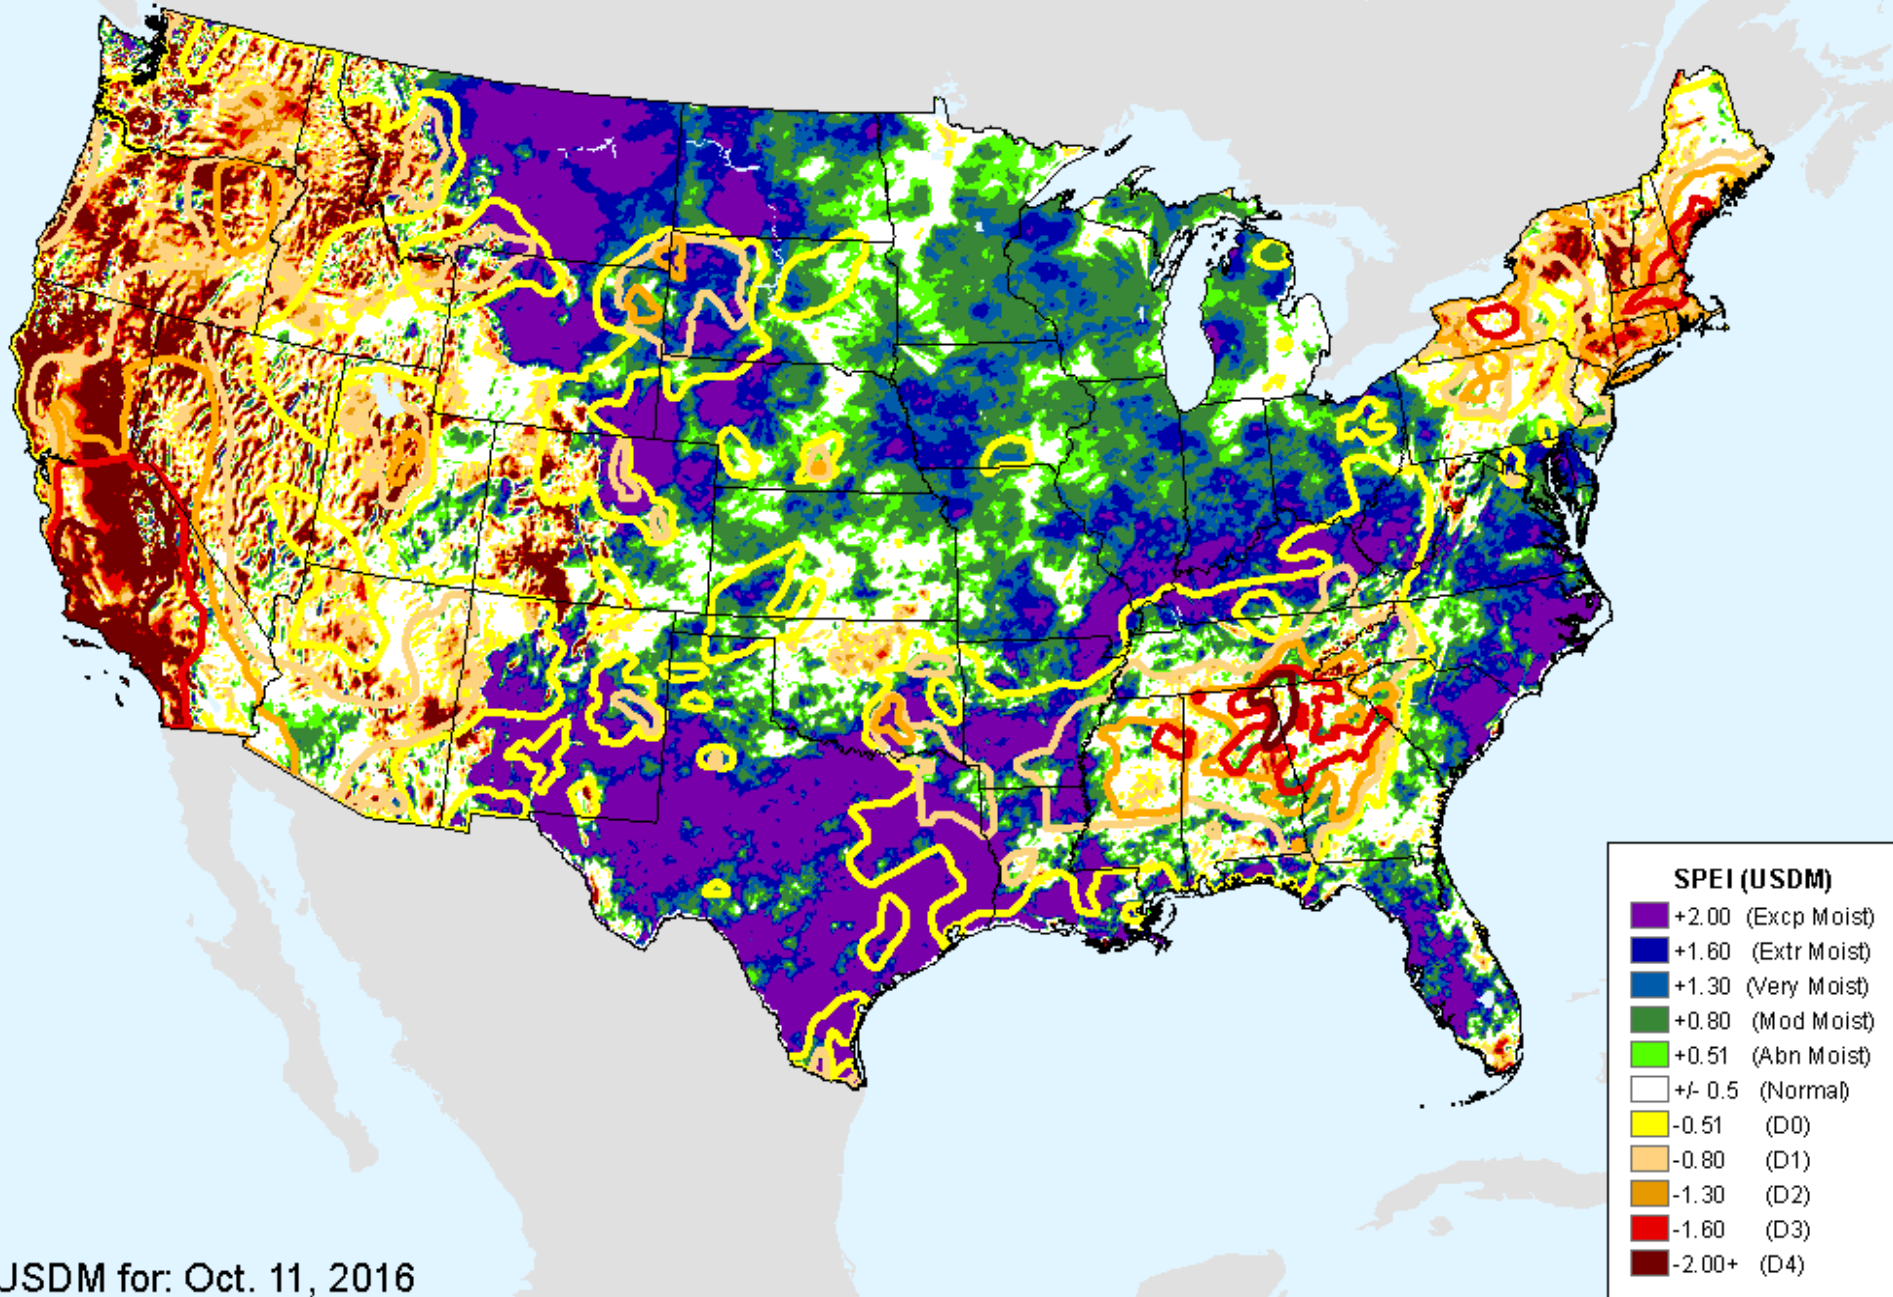 SPEI (USDM)
+2.00 (Excp Moist)
+1.60 (Extr Moist)
+1.30 (Very Moist)
+0.80 (Mod Moist)
+0.51 (Abn Moist)
+/- 0.5 (Normal)
-0.51 (D0)
-0.80 (D1)
-1.30 (D2)
-1.60 (D3)
-2.00+ (D4)
USDM for: Oct. 11, 2016